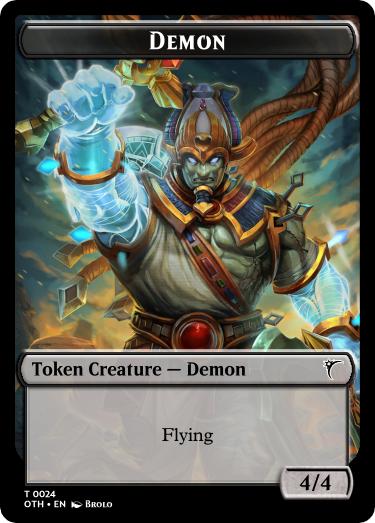 Demon
Token Creature — Demon
Flying
4/4
T 0024
OTH • EN Brolo